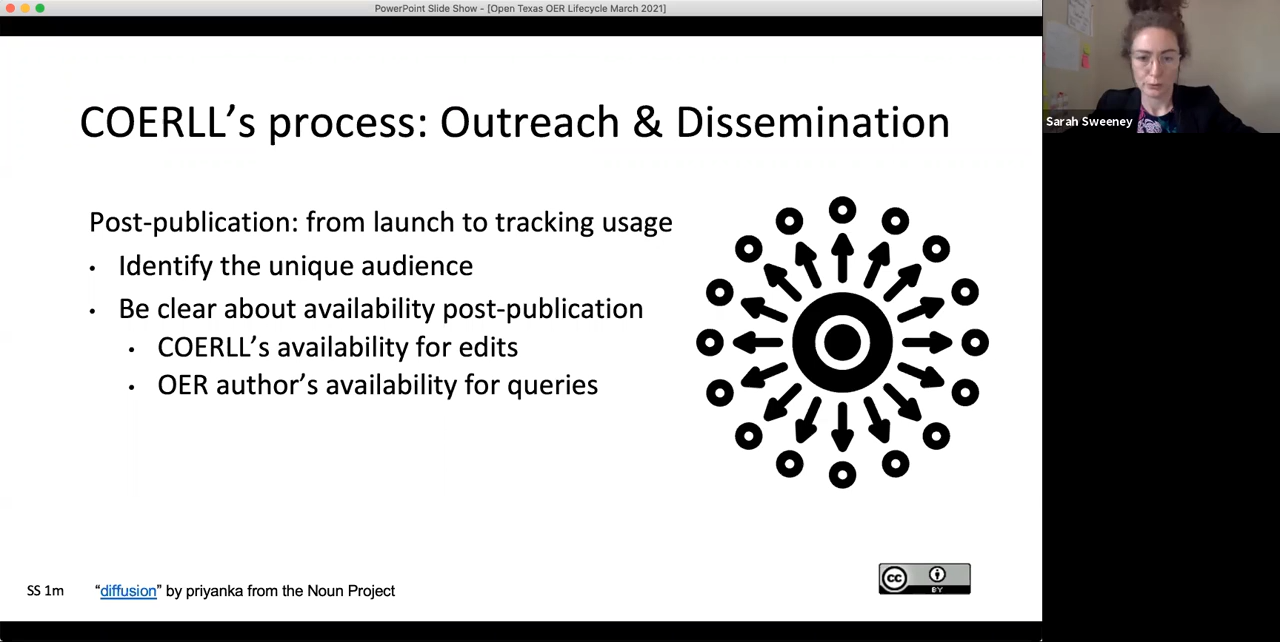 PowerPoint Slide Show - [Open Texas OER Lifecycle March 2021]
COERLL’s process: Outreach & Dissemination
Sarah Sweeney
Post-publication: from launch to tracking usage
• Identify the unique audience
• Be clear about availability post-publication
• COERLL’s availability for edits
• OER author’s availability for queries
SS 1m
“diffusion” by priyanka from the Noun Project
cc
BY